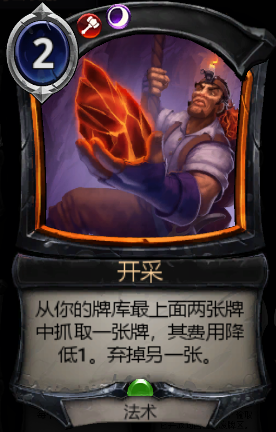 2
开采
从你的牌库最上面两张牌
中抓取一张牌，其费用降
低1。弃掉另一张。
法术